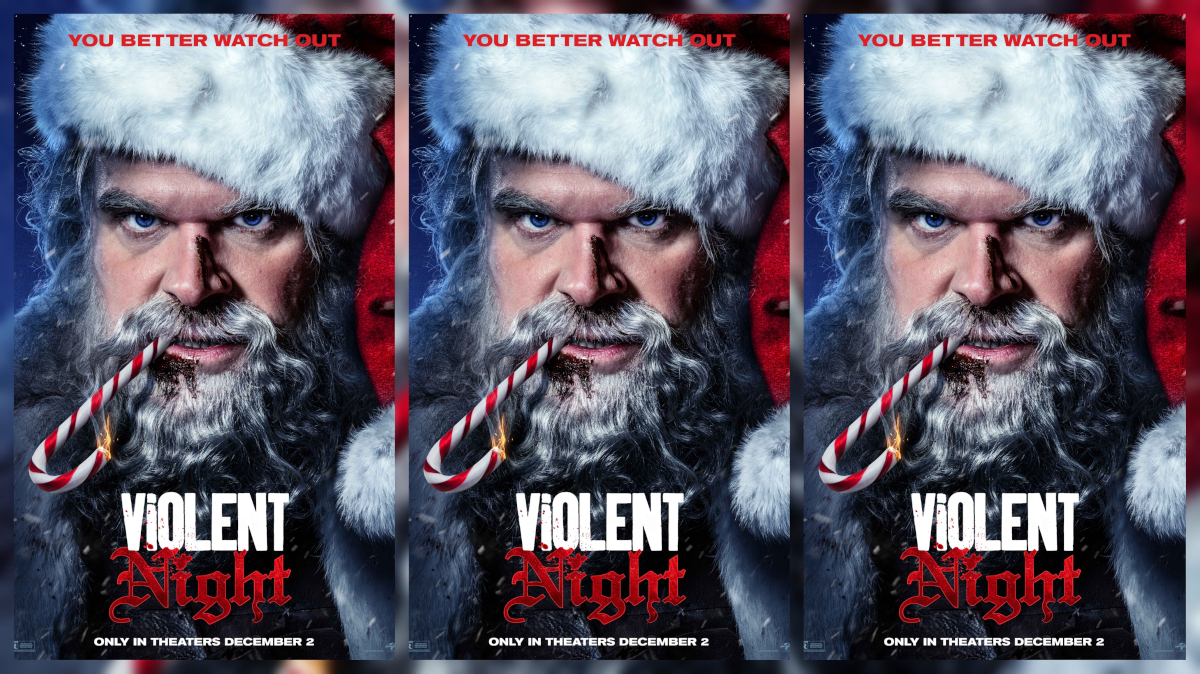 YOU BETTER WATCH OUT
VIOLENT
Night
ONLY IN THEATERS DECEMBER 2
YOU BETTER WATCH OUT
VIOLENT
Night
ONLY IN THEATERS DECEMBER 2
YOU BETTER WATCH OUT
VIOLENT
Night
ONLY IN THEATERS DECEMBER 2